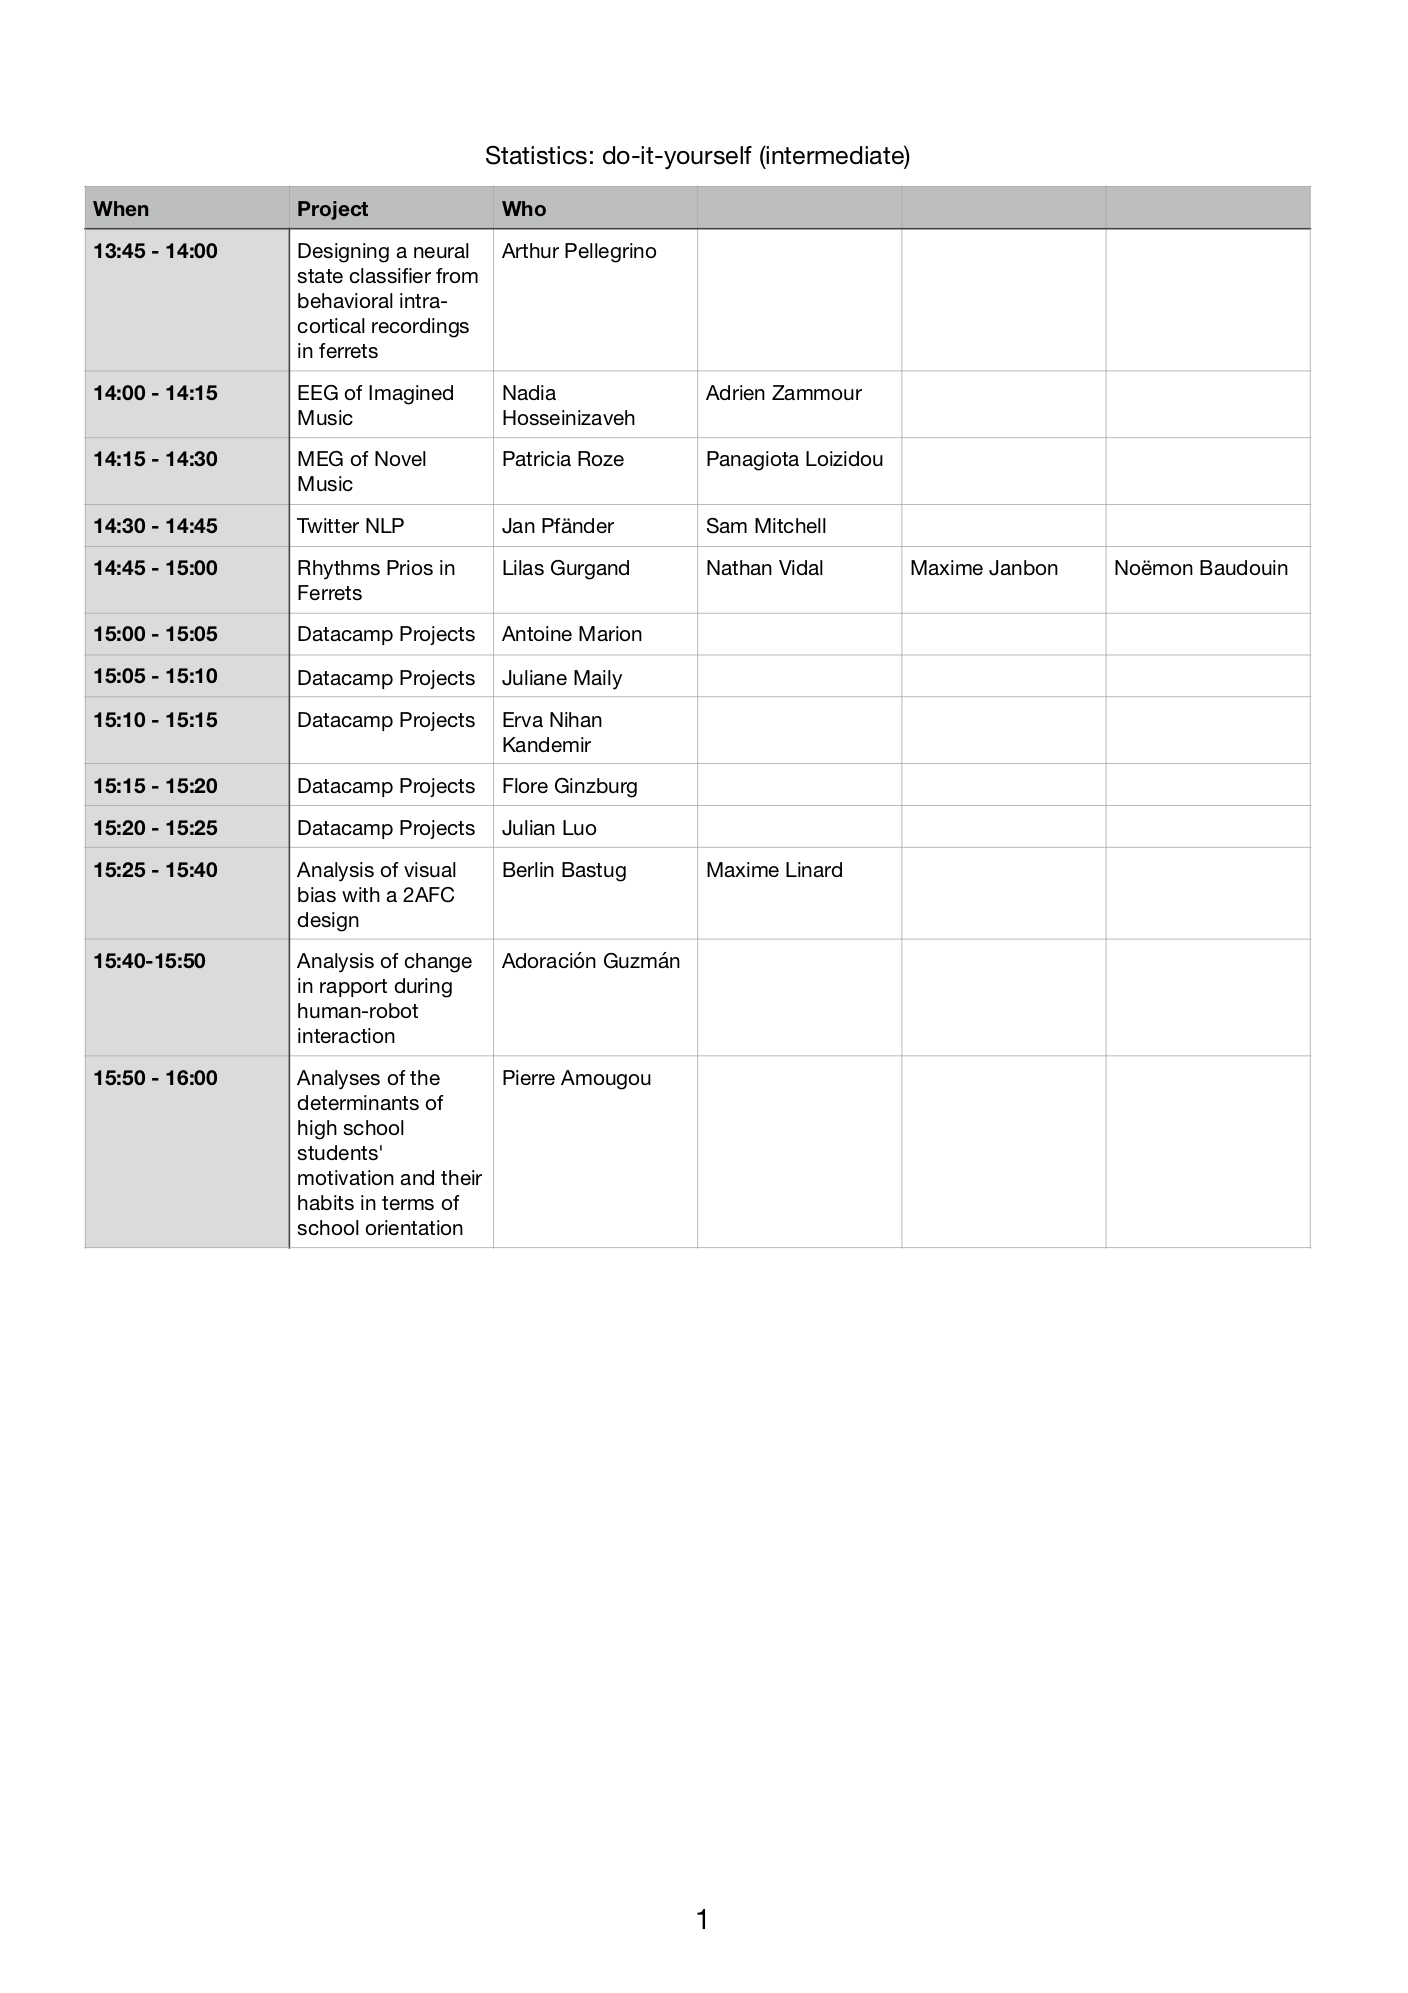 Statistics: do-it-yourself (intermediate)
When Project Who
13:45 - 14:00 Designing a neural Arthur Pellegrino
state classifier from
behavioral intra-
cortical recordings
in ferrets
14:00 - 14:15 EEG of Imagined Nadia Adrien Zammour
Music Hosseinizaveh
14:15 - 14:30 MEG of Novel Patricia Roze Panagiota Loizidou
Music
14:30 - 14:45 Twitter NLP Jan Pfänder Sam Mitchell
14:45 - 15:00 Rhythms Prios in Lilas Gurgand Nathan Vidal Maxime Janbon Noëmon Baudouin
Ferrets
15:00 - 15:05 Datacamp Projects Antoine Marion
15:05 - 15:10 Datacamp Projects Juliane Maily
15:10 - 15:15 Datacamp Projects Erva Nihan
Kandemir
15:15 - 15:20 Datacamp Projects Flore Ginzburg
15:20 - 15:25 Datacamp Projects Julian Luo
15:25 - 15:40 Analysis of visual Berlin Bastug Maxime Linard
bias with a 2AFC
design
15:40-15:50 Analysis of change Adoración Guzmán
in rapport during
human-robot
interaction
15:50 - 16:00 Analyses of the Pierre Amougou
determinants of
high school
students'
motivation and their
habits in terms of
school orientation
1